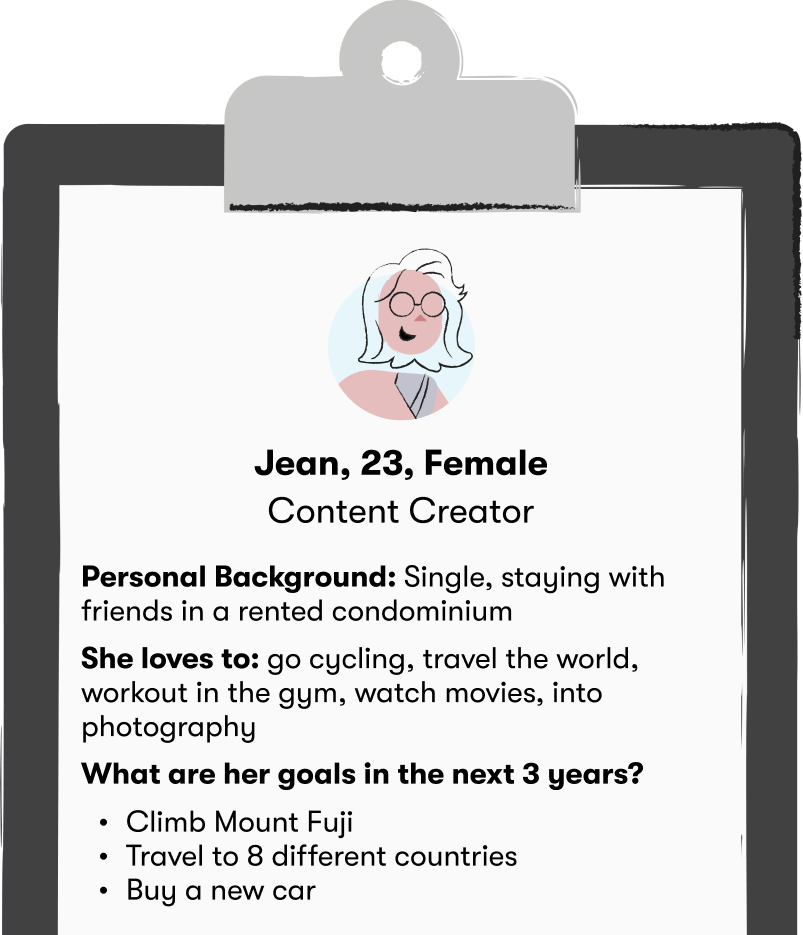 Jean, 23, Female
Content Creator
Personal Background: Single, staying with
friends in a rented condominium
She loves to: go cycling, travel the world,
workout in the gym, watch movies, into
photography
What are her goals in the next 3 years?
• Climb Mount Fuji
• Travel to 8 different countries
• Buy a new car